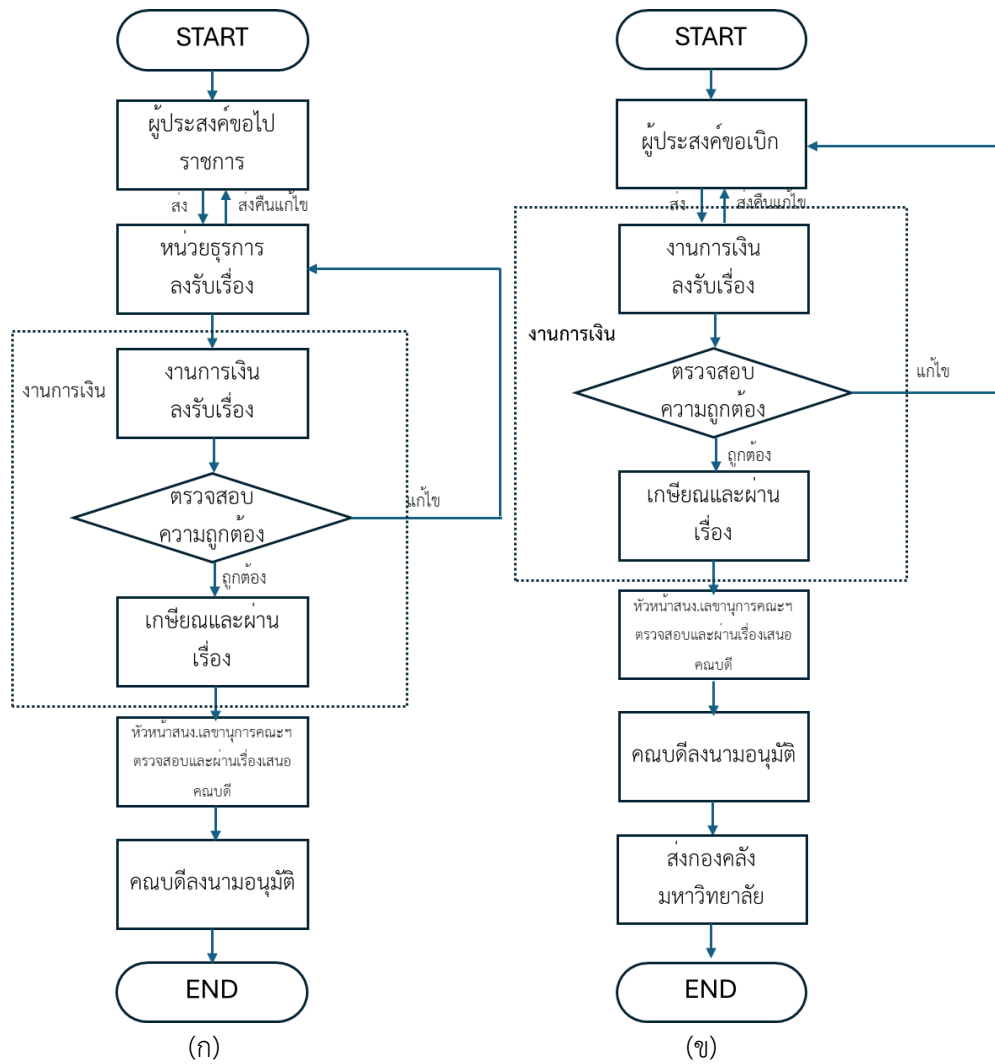 START
ผู้ประสงค์ขอไป
ราชการ
ส่ง
ส่งคืนแก้ไข
หน่วยธุรการ
ลงรับเรื่อง
งานการเงิน
งานการเงิน
ลงรับเรื่อง
ตรวจสอบ
ความถูกต้อง
แก้ไข
ถูกต้อง
เกษียณและผ่าน
เรื่อง
หัวหน้าสนง.เลขานุการคณะฯ
ตรวจสอบและผ่านเรื่องเสนอ
คณบดี
คณบดีลงนามอนุมัติ
END
(ก)
START
ผู้ประสงค์ขอเบิก
ส่ง
ส่งคืนแก้ไข
งานการเงิน
ลงรับเรื่อง
งานการเงิน
ตรวจสอบ
ความถูกต้อง
แก้ไข
ถูกต้อง
เกษียณและผ่าน
เรื่อง
หัวหน้าสนง.เลขานุการคณะฯ
ตรวจสอบและผ่านเรื่องเสนอ
คณบดี
คณบดีลงนามอนุมัติ
ส่งกองคลัง
มหาวิทยาลัย
END
(ข)